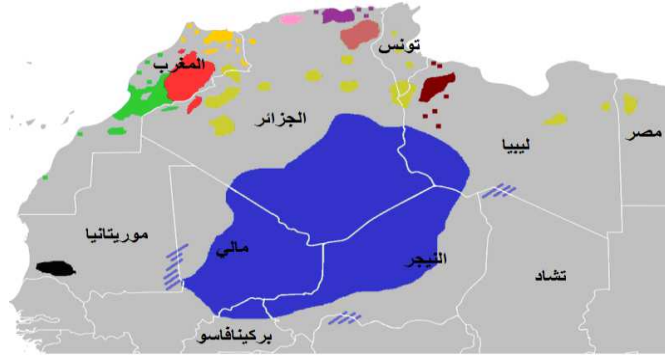 تونس
المغرب
الجزائر
ليبيا
مصر
موريتانيا
مالي
النيجر
تشاد
بركينافاسو